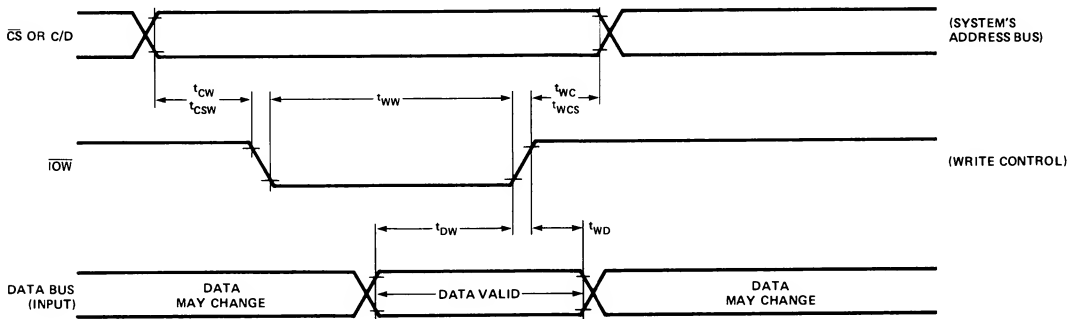 CS OR C/D
(SYSTEM'S
ADDRESS BUS)
tCW
tCSW
tWW
tWC
tWCS
IOW
(WRITE CONTROL)
tDW
tWD
DATA BUS
(INPUT)
DATA
MAY CHANGE
DATA VALID
DATA
MAY CHANGE